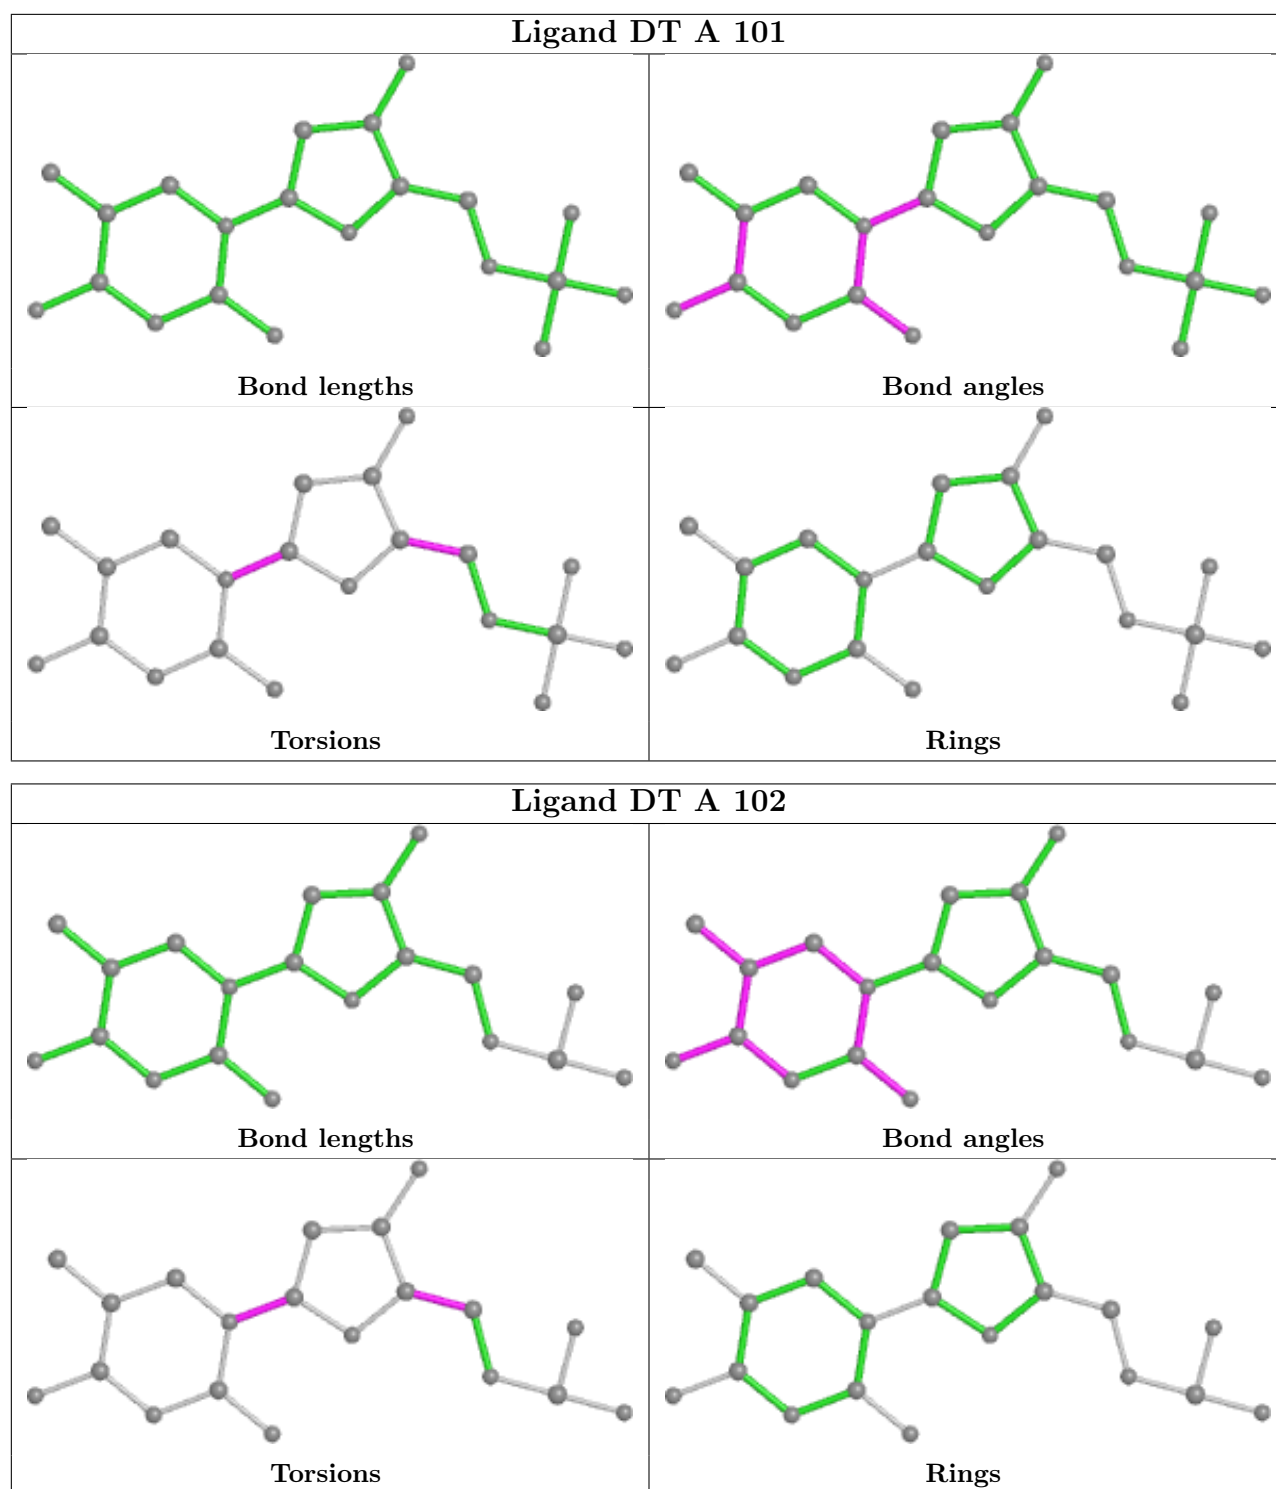 Ligand DT A 101
Bond lengths
Bond angles
Torsions
Rings
Ligand DT A 102
Bond lengths
Bond angles
Torsions
Rings